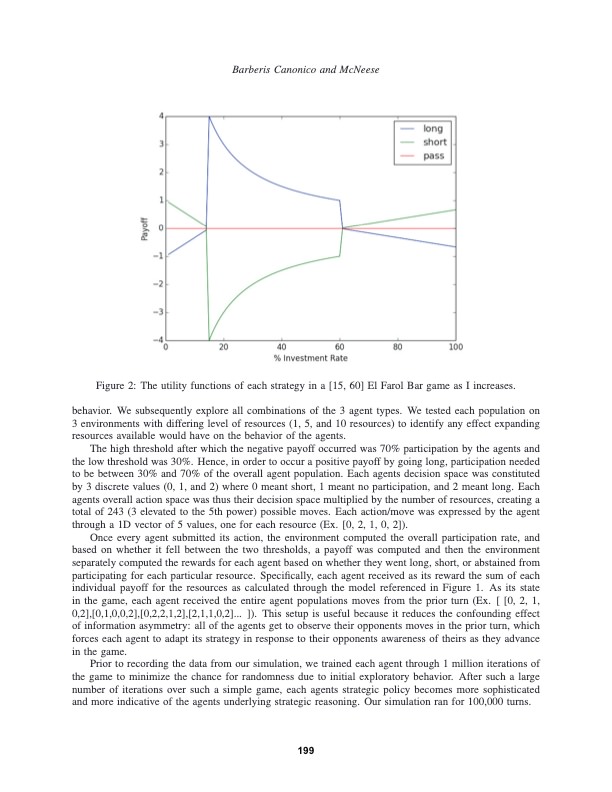 Barberis Canonico and McNeese
4
3
2
1
0
−1
−2
−3
−4
Payoff
long
short
pass
0 20 40 60 80 100
% Investment Rate
Figure 2: The utility functions of each strategy in a [15, 60] El Farol Bar game as I increases.
behavior. We subsequently explore all combinations of the 3 agent types. We tested each population on
3 environments with differing level of resources (1, 5, and 10 resources) to identify any effect expanding
resources available would have on the behavior of the agents.
The high threshold after which the negative payoff occurred was 70% participation by the agents and
the low threshold was 30%. Hence, in order to occur a positive payoff by going long, participation needed
to be between 30% and 70% of the overall agent population. Each agents decision space was constituted
by 3 discrete values (0, 1, and 2) where 0 meant short, 1 meant no participation, and 2 meant long. Each
agents overall action space was thus their decision space multiplied by the number of resources, creating a
total of 243 (3 elevated to the 5th power) possible moves. Each action/move was expressed by the agent
through a 1D vector of 5 values, one for each resource (Ex. [0, 2, 1, 0, 2]).
Once every agent submitted its action, the environment computed the overall participation rate, and
based on whether it fell between the two thresholds, a payoff was computed and then the environment
separately computed the rewards for each agent based on whether they went long, short, or abstained from
participating for each particular resource. Specifically, each agent received as its reward the sum of each
individual payoff for the resources as calculated through the model referenced in Figure 1. As its state
in the game, each agent received the entire agent populations moves from the prior turn (Ex. [ [0, 2, 1,
0,2],[0,1,0,0,2],[0,2,2,1,2],[2,1,1,0,2]... ]). This setup is useful because it reduces the confounding effect
of information asymmetry: all of the agents get to observe their opponents moves in the prior turn, which
forces each agent to adapt its strategy in response to their opponents awareness of theirs as they advance
in the game.
Prior to recording the data from our simulation, we trained each agent through 1 million iterations of
the game to minimize the chance for randomness due to initial exploratory behavior. After such a large
number of iterations over such a simple game, each agents strategic policy becomes more sophisticated
and more indicative of the agents underlying strategic reasoning. Our simulation ran for 100,000 turns.
199